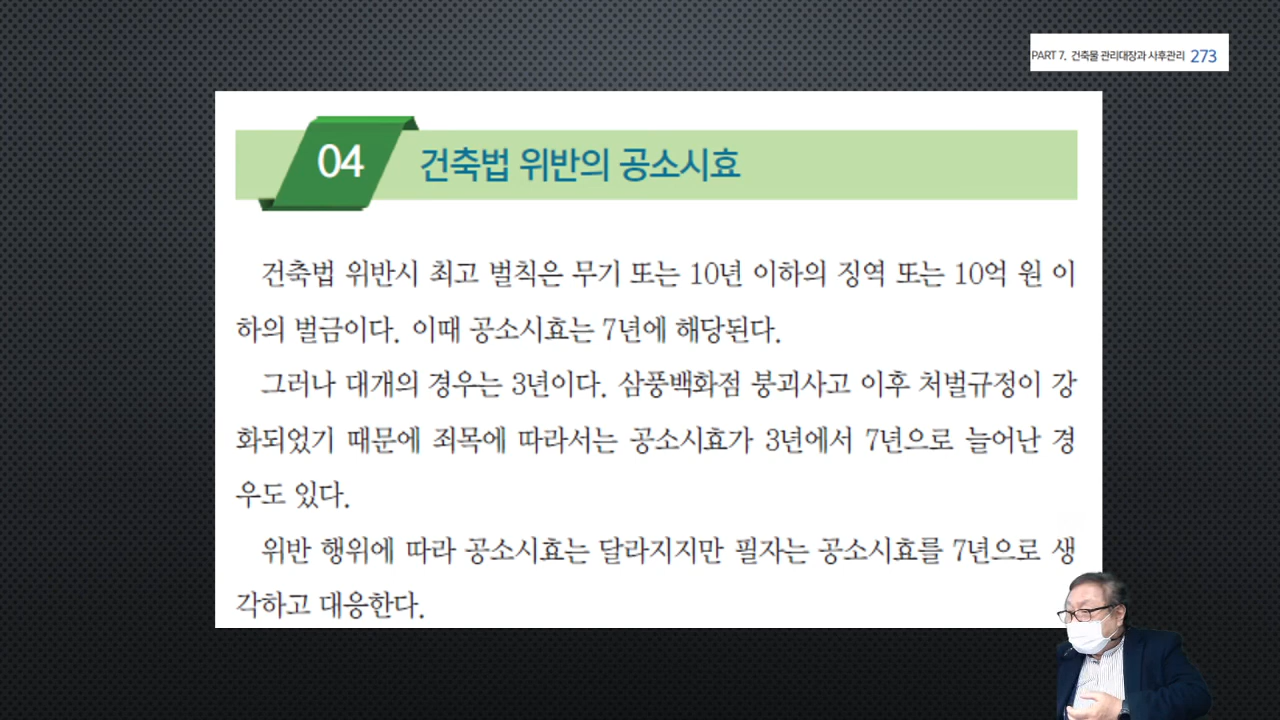 PART 7. 건축물 관리대장과 사후관리 273
04 건축법 위반의 공소시효
건축법 위반시 최고 벌칙은 무기 또는 10년 이하의 징역 또는 10억 원 이
하의 벌금이다. 이때 공소시효는 7년에 해당된다.
그러나 대개의 경우는 3년이다. 삼풍백화점 붕괴사고 이후 처벌규정이 강
화되었기 때문에 죄목에 따라서는 공소시효가 3년에서 7년으로 늘어난 경
우도 있다.
위반 행위에 따라 공소시효는 달라지지만 필자는 공소시효를 7년으로 생
각하고 대응한다.